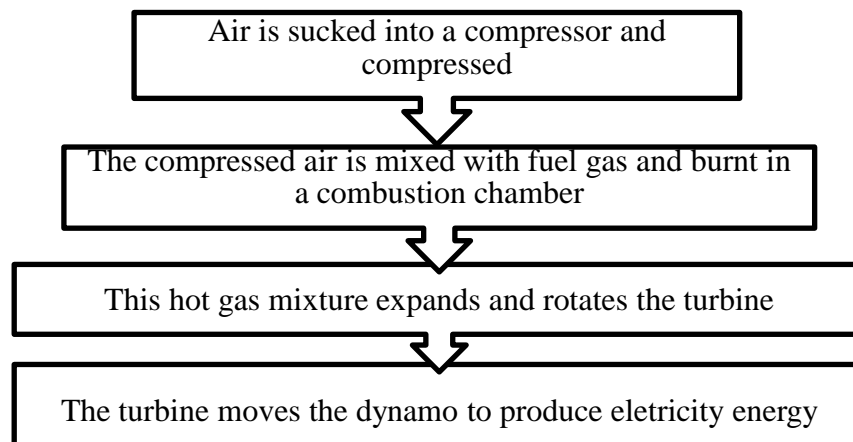 Air is sucked into a compressor and
compressed
The compressed air is mixed with fuel gas and burnt in
a combustion chamber
This hot gas mixture expands and rotates the turbine
The turbine moves the dynamo to produce eletricity energy